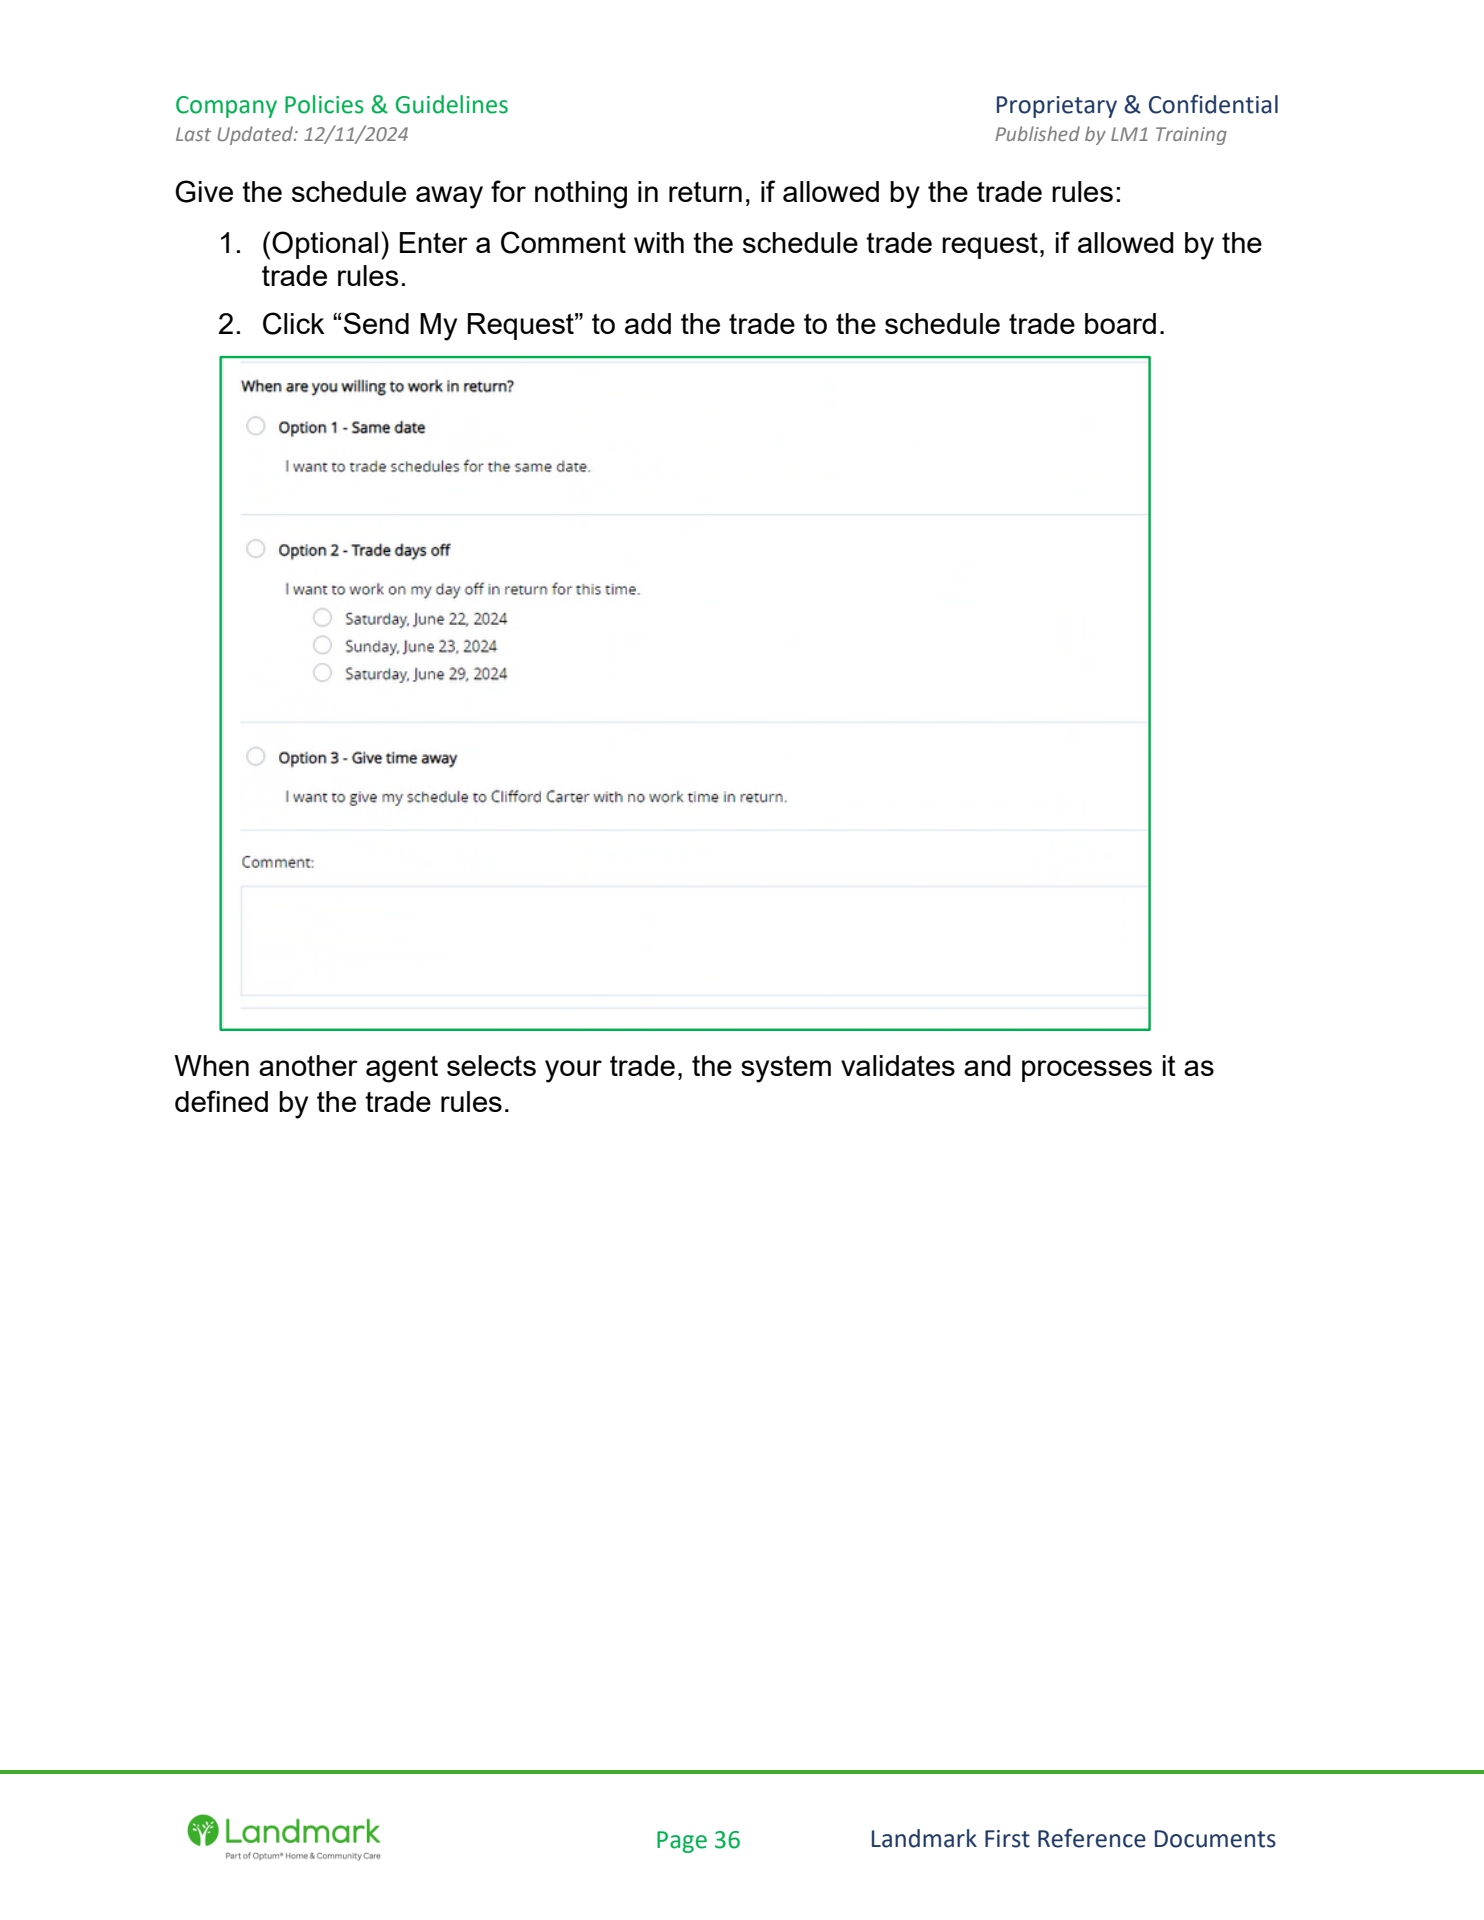 Company Policies & Guidelines
Proprietary & Confidential
Last Updated: 12/11/2024
Published by LM1 Training
Give the schedule away for nothing in return, if allowed by the trade rules:
1. (Optional) Enter a Comment with the schedule trade request, if allowed by the
trade rules.
2. Click “Send My Request” to add the trade to the schedule trade board.
When are you willing to work in return?
Option 1 - Same date
I want to trade schedules for the same date.
Option 2 - Trade days off
I want to work on my day off in return for this time.
Saturday, June 22, 2024
Sunday, June 23, 2024
Saturday, June 29, 2024
Option 3 - Give time away
I want to give my schedule to Clifford Carter with no work time in return.
Comment:
When another agent selects your trade, the system validates and processes it as
defined by the trade rules.
Landmark
Part of Optum® Home & Community Care
Page 36
Landmark First Reference Documents